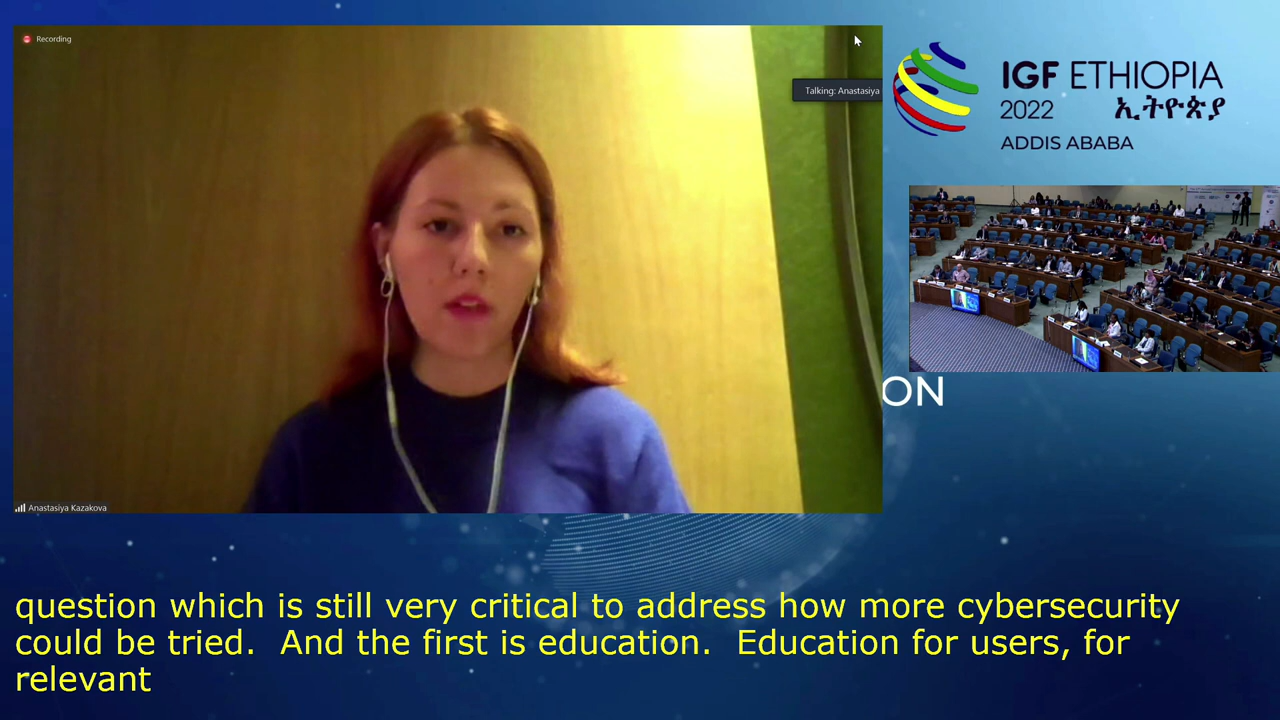 Recording
Talking: Anastasiya
IGF ETHIOPIA
2022 ኢትዮጵያ
ADDIS ABABA
ON
Anastasiya Kazakova
question which is still very critical to address how more cybersecurity
could be tried. And the first is education. Education for users, for
relevant